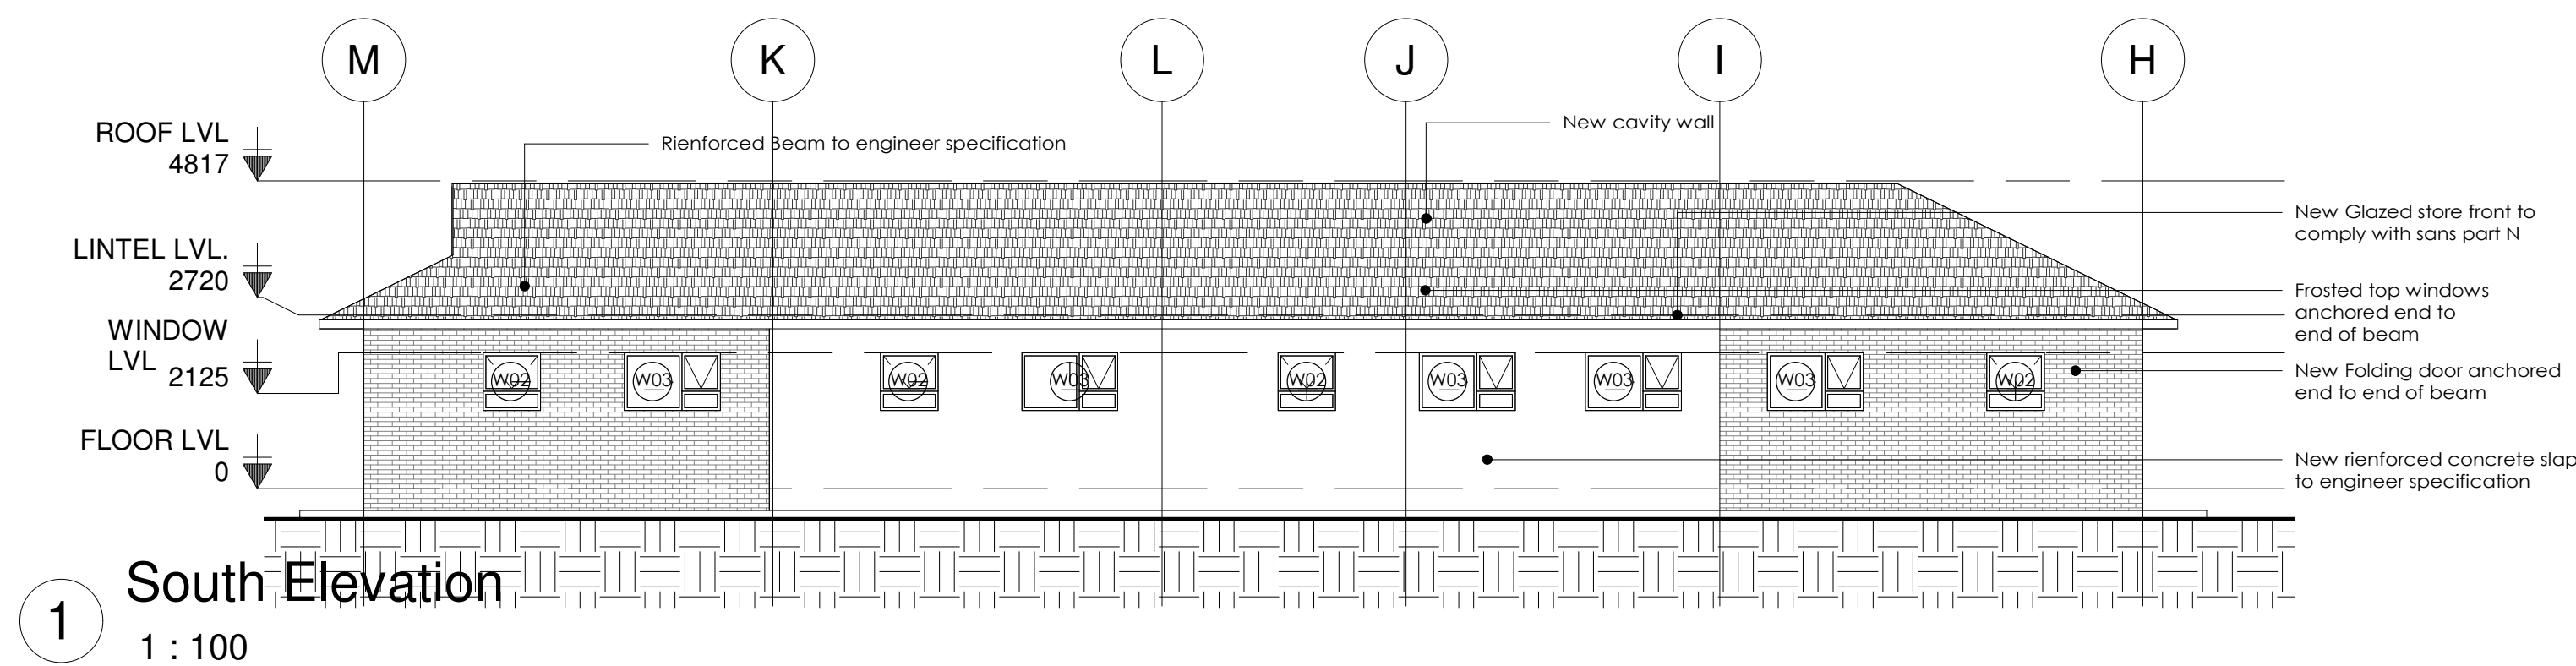 M
K
L
J
I
H
ROOF LVL
4817
LINTEL LVL.
2720
WINDOW
LVL
2125
FLOOR LVL
0
Rienforced Beam to engineer specification
New cavity wall
New Glazed store front to
comply with sans part N
Frosted top windows
anchored end to
end of beam
New Folding door anchored
end to end of beam
New rienforced concrete slap
to engineer specification
W02
W03
W02
W03
W02
W03
W03
W03
W02
1
South Elevation
1 : 100